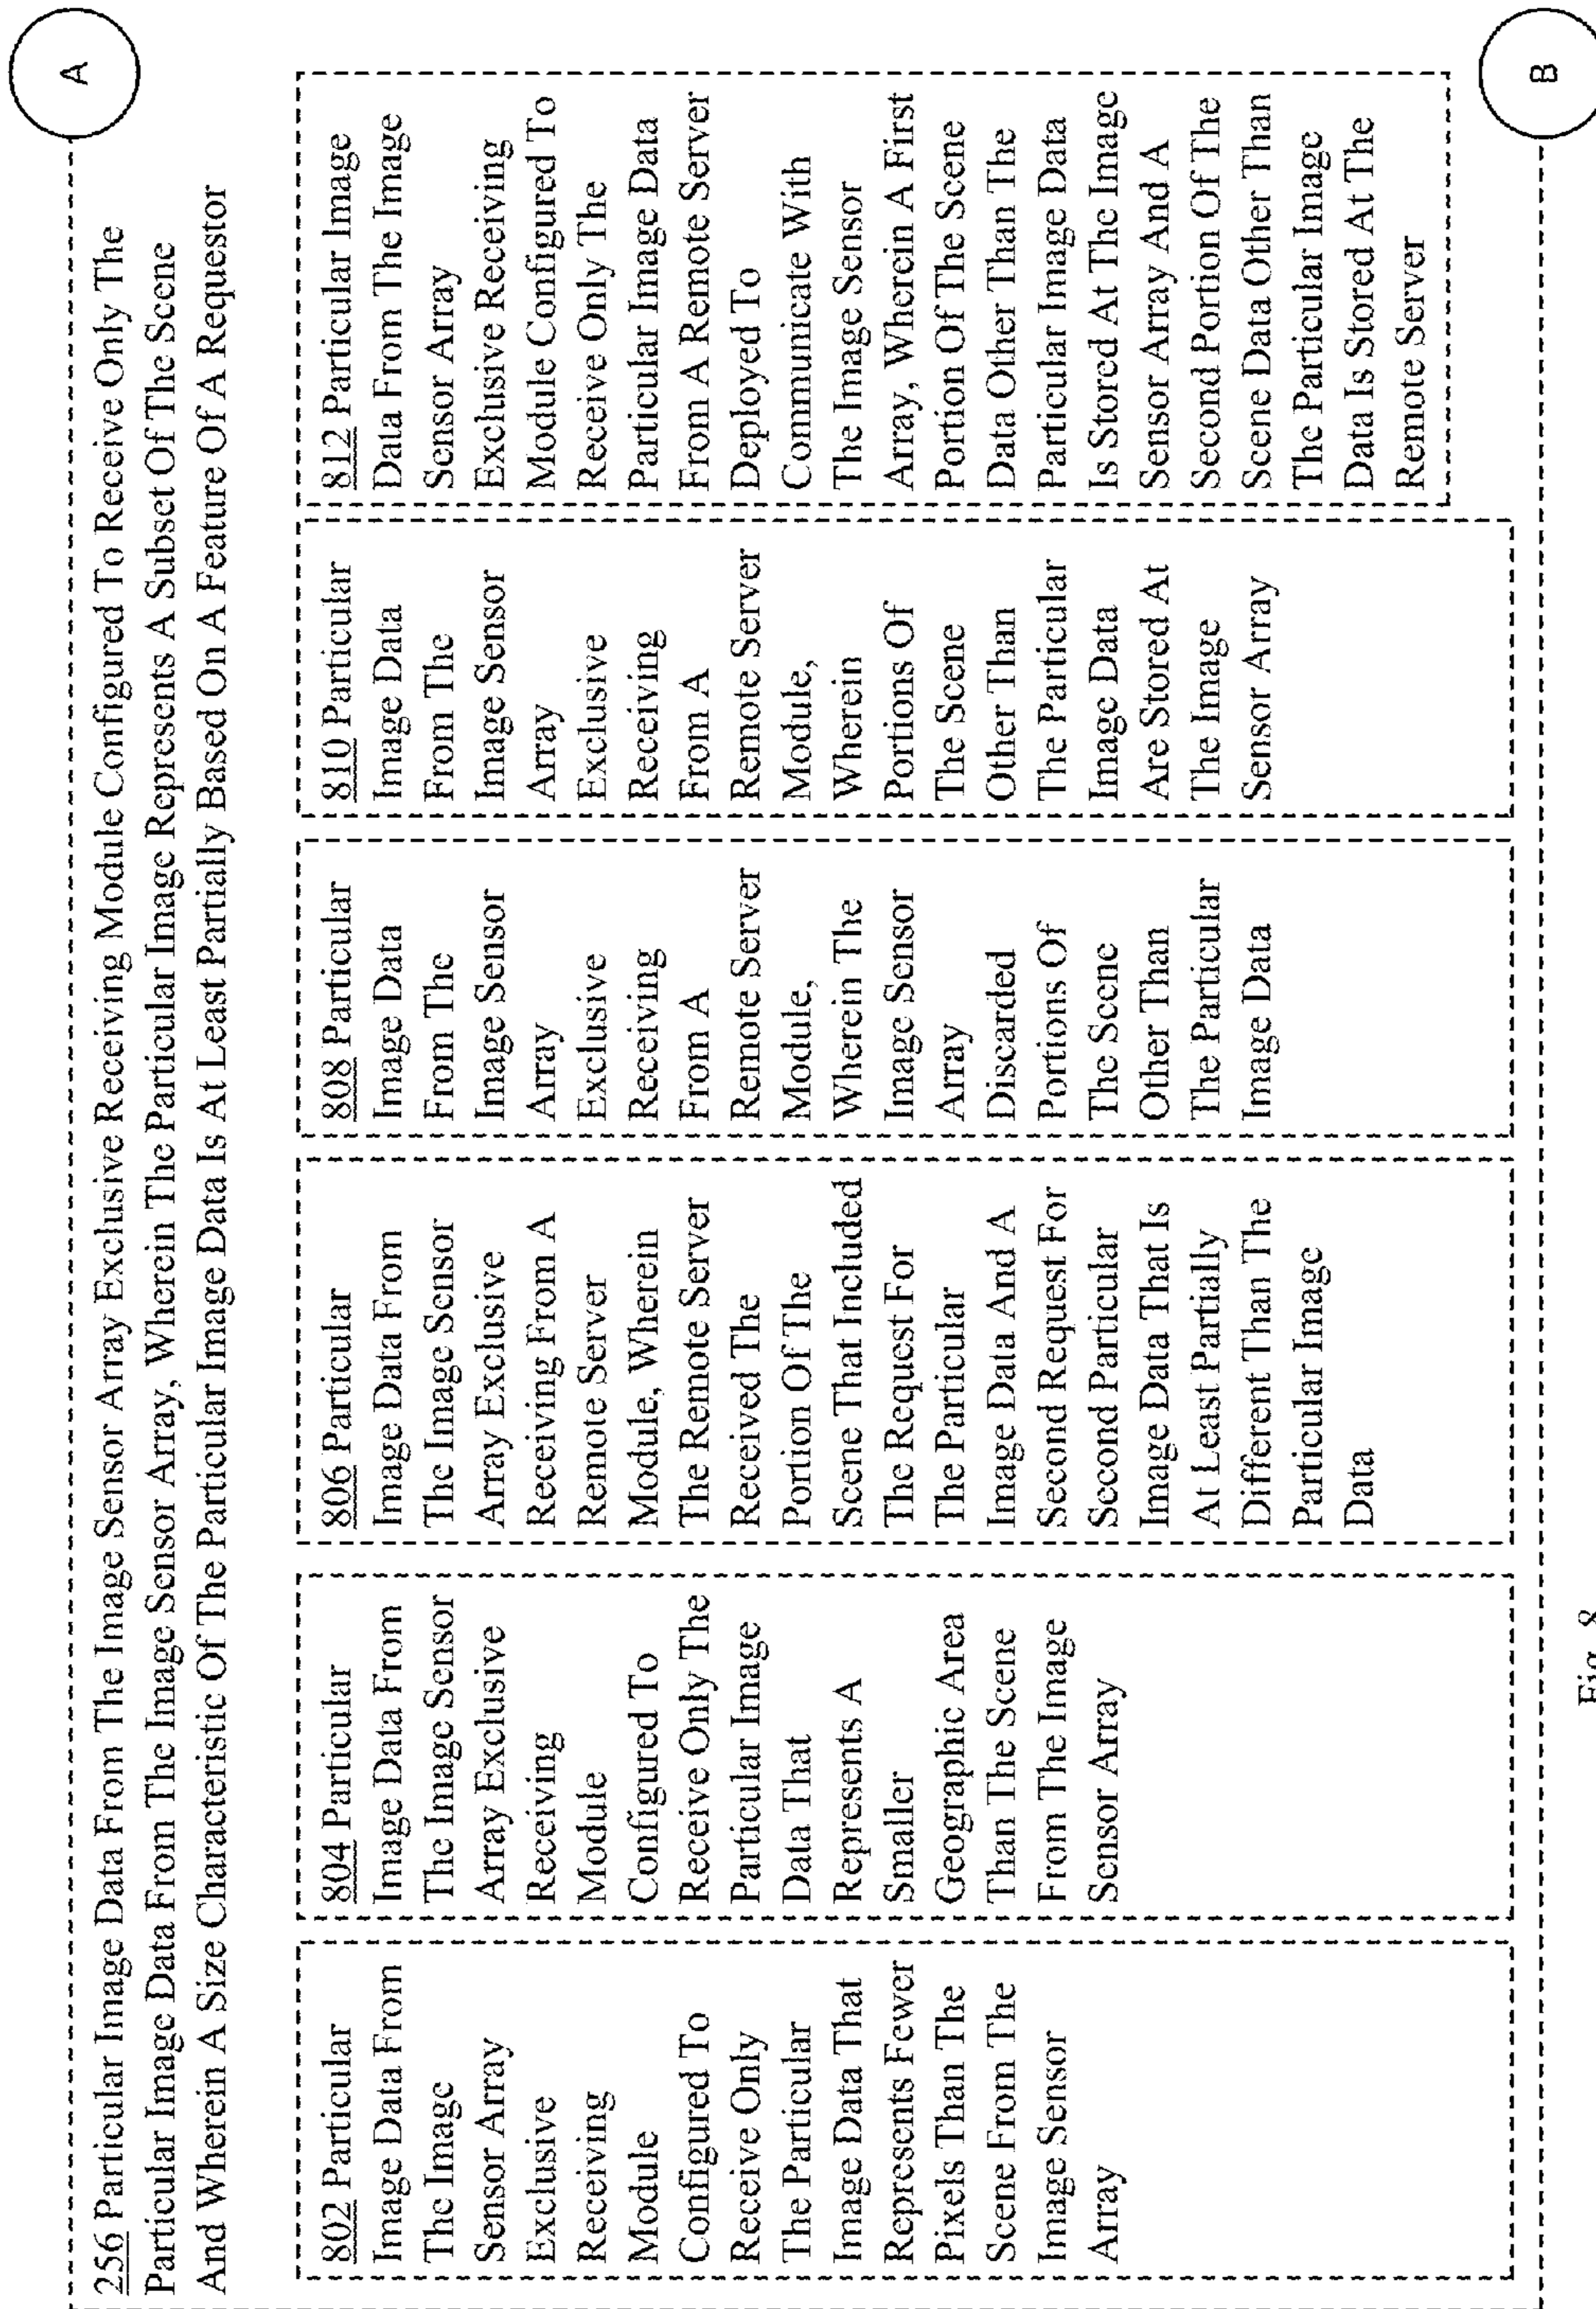 256 Particular Image Data From The Image Sensor Array Exclusive Receiving Module Configured To Receive Only The
Particular Image Data From The Image Sensor Array, Wherein The Particular Image Represents A Subset Of The Scene
And Wherein A Size Characteristic Of The Particular Image Data Is At Least Partially Based On A Feature Of A Requestor
A
802 Particular
Image Data From
The Image
Sensor Array
Exclusive
Receiving
Module
Configured To
Receive Only
The Particular
Image Data That
Represents Fewer
Pixels Than The
Scene From The
Image Sensor
Array
804 Particular
Image Data From
The Image Sensor
Array Exclusive
Receiving
Module
Configured To
Receive Only The
Particular Image
Data That
Represents A
Smaller
Geographic Area
Than The Scene
From The Image
Sensor Array
806 Particular
Image Data From
The Image Sensor
Array Exclusive
Receiving From A
Remote Server
Module, Wherein
The Remote Server
Received The
Portion Of The
Scene That Included
The Request For
The Particular
Image Data And A
Second Request For
Second Particular
Image Data That Is
At Least Partially
Different Than The
Particular Image
Data
808 Particular
Image Data
From The
Image Sensor
Array
Exclusive
Receiving
From A
Remote Server
Module,
Wherein The
Image Sensor
Array
Discarded
Portions Of
The Scene
Other Than
The Particular
Image Data
810 Particular
Image Data
From The
Image Sensor
Array
Exclusive
Receiving
From A
Remote Server
Module,
Wherein
Portions Of
The Scene
Other Than
The Particular
Image Data
Are Stored At
The Image
Sensor Array
812 Particular Image
Data From The Image
Sensor Array
Exclusive Receiving
Module Configured To
Receive Only The
Particular Image Data
From A Remote Server
Deployed To
Communicate With
The Image Sensor
Array, Wherein A First
Portion Of The Scene
Data Other Than The
Particular Image Data
Is Stored At The Image
Sensor Array And A
Second Portion Of The
Scene Data Other Than
The Particular Image
Data Is Stored At The
Remote Server
B
Fig. 8